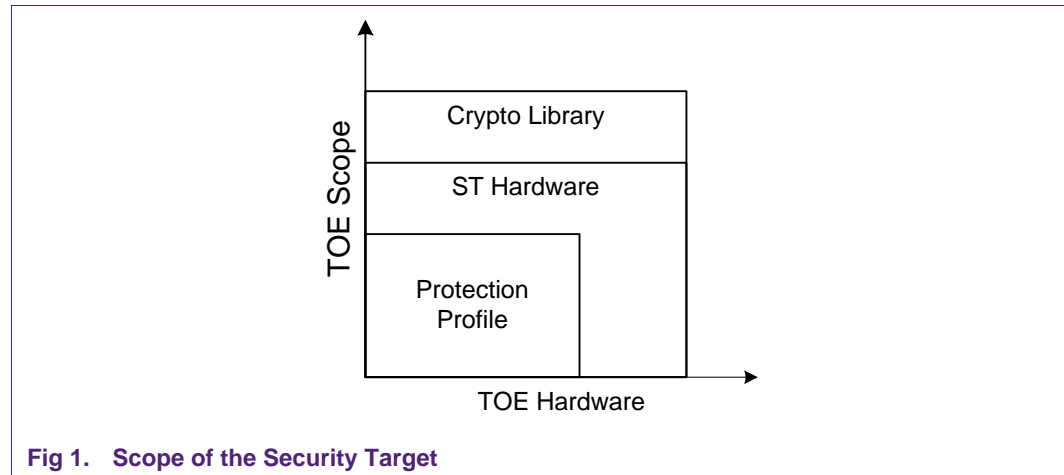 Crypto Library
ST Hardware
Protection
Profile
TOE Scope
TOE Hardware
Fig 1. Scope of the Security Target